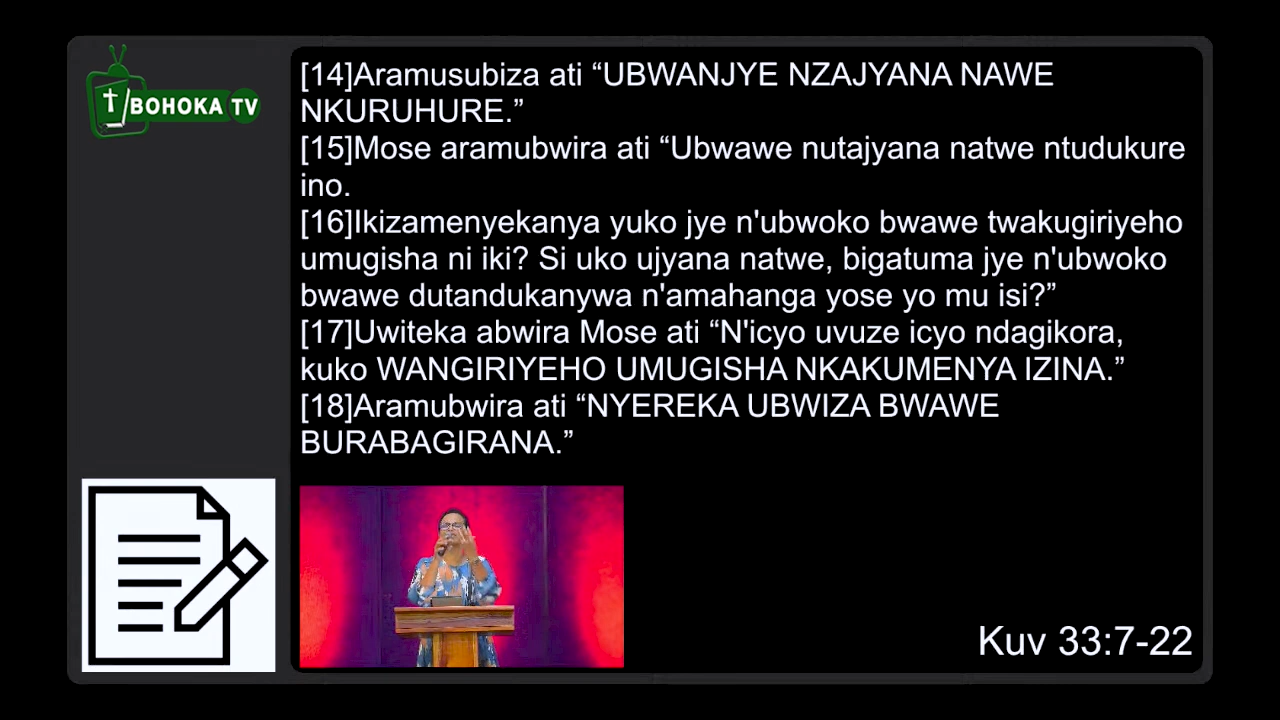 BOHOKA TV
[14]Aramusubiza ati “UBWANJYE NZAJYANA NAWE
NKURUHURE.”
[15]Mose aramubwira ati “Ubwawe nutajyana natwe ntudukure
ino.
[16]Ikizamenyekanya yuko jye n'ubwoko bwawe twakugiriyeho
umugisha ni iki? Si uko ujyana natwe, bigatuma jye n'ubwoko
bwawe dutandukanywa n'amahanga yose yo mu isi?”
[17]Uwiteka abwira Mose ati “N'icyo uvuze icyo ndagikora,
kuko WANGIRIYEHO UMUGISHA NKAKUMENYA IZINA.”
[18]Aramubwira ati “NYEREKA UBWIZA BWAWE
BURABAGIRANA.”
Kuv 33:7-22